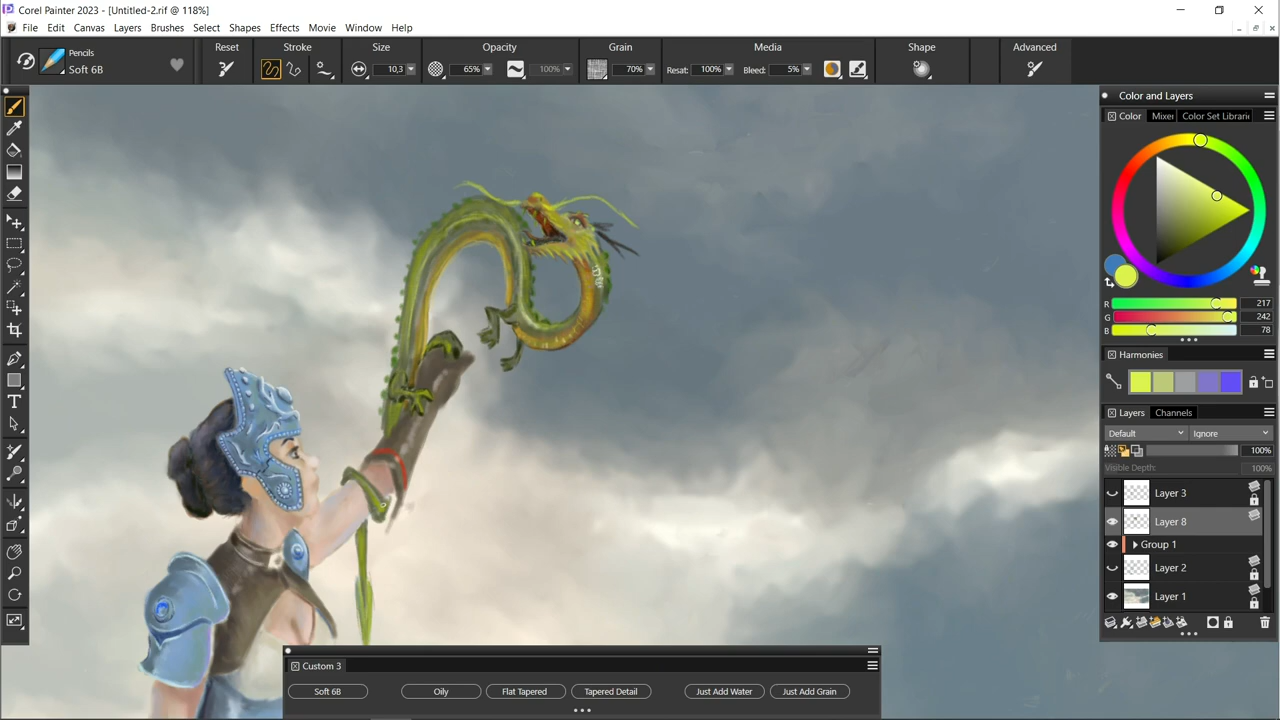 Corel Painter 2023 - [Untitled-2.rif @ 118%]
File Edit Canvas Layers Brushes Select Shapes Effects Movie Window Help
Reset Stroke Size Opacity Grain Media Shape Advanced
Pencils
Soft 6B
10,3 65% 100% 70% Resat: 100% Bleed: 5%
Color and Layers
Color Mixer Color Set Librari
R 217
G 242
B 78
Harmonies
Layers Channels
Default Ignore
100%
Visible Depth: 100%
Layer 3
Layer 8
Group 1
Layer 2
Layer 1
Custom 3
Soft 6B Oily Flat Tapered Tapered Detail Just Add Water Just Add Grain